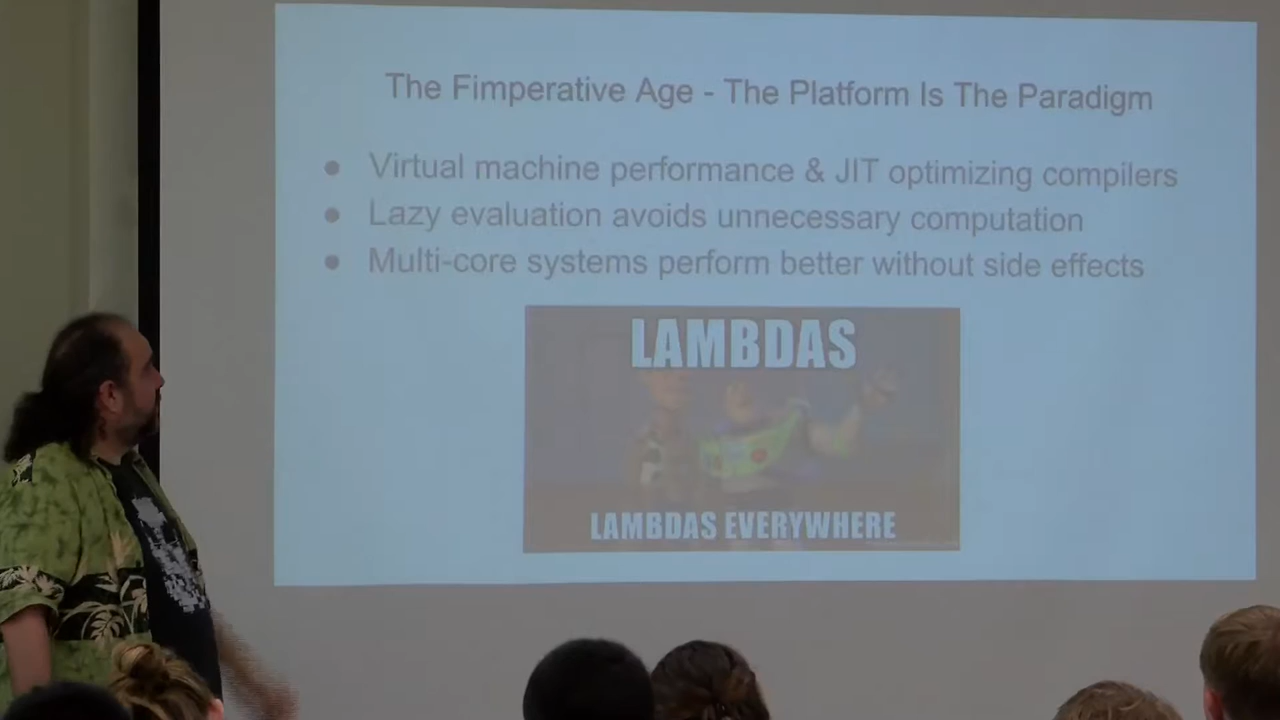 The Fimperative Age - The Platform Is The Paradigm
● Virtual machine performance & JIT optimizing compilers
● Lazy evaluation avoids unnecessary computation
● Multi-core systems perform better without side effects
LAMBDAS
LAMBDAS EVERYWHERE